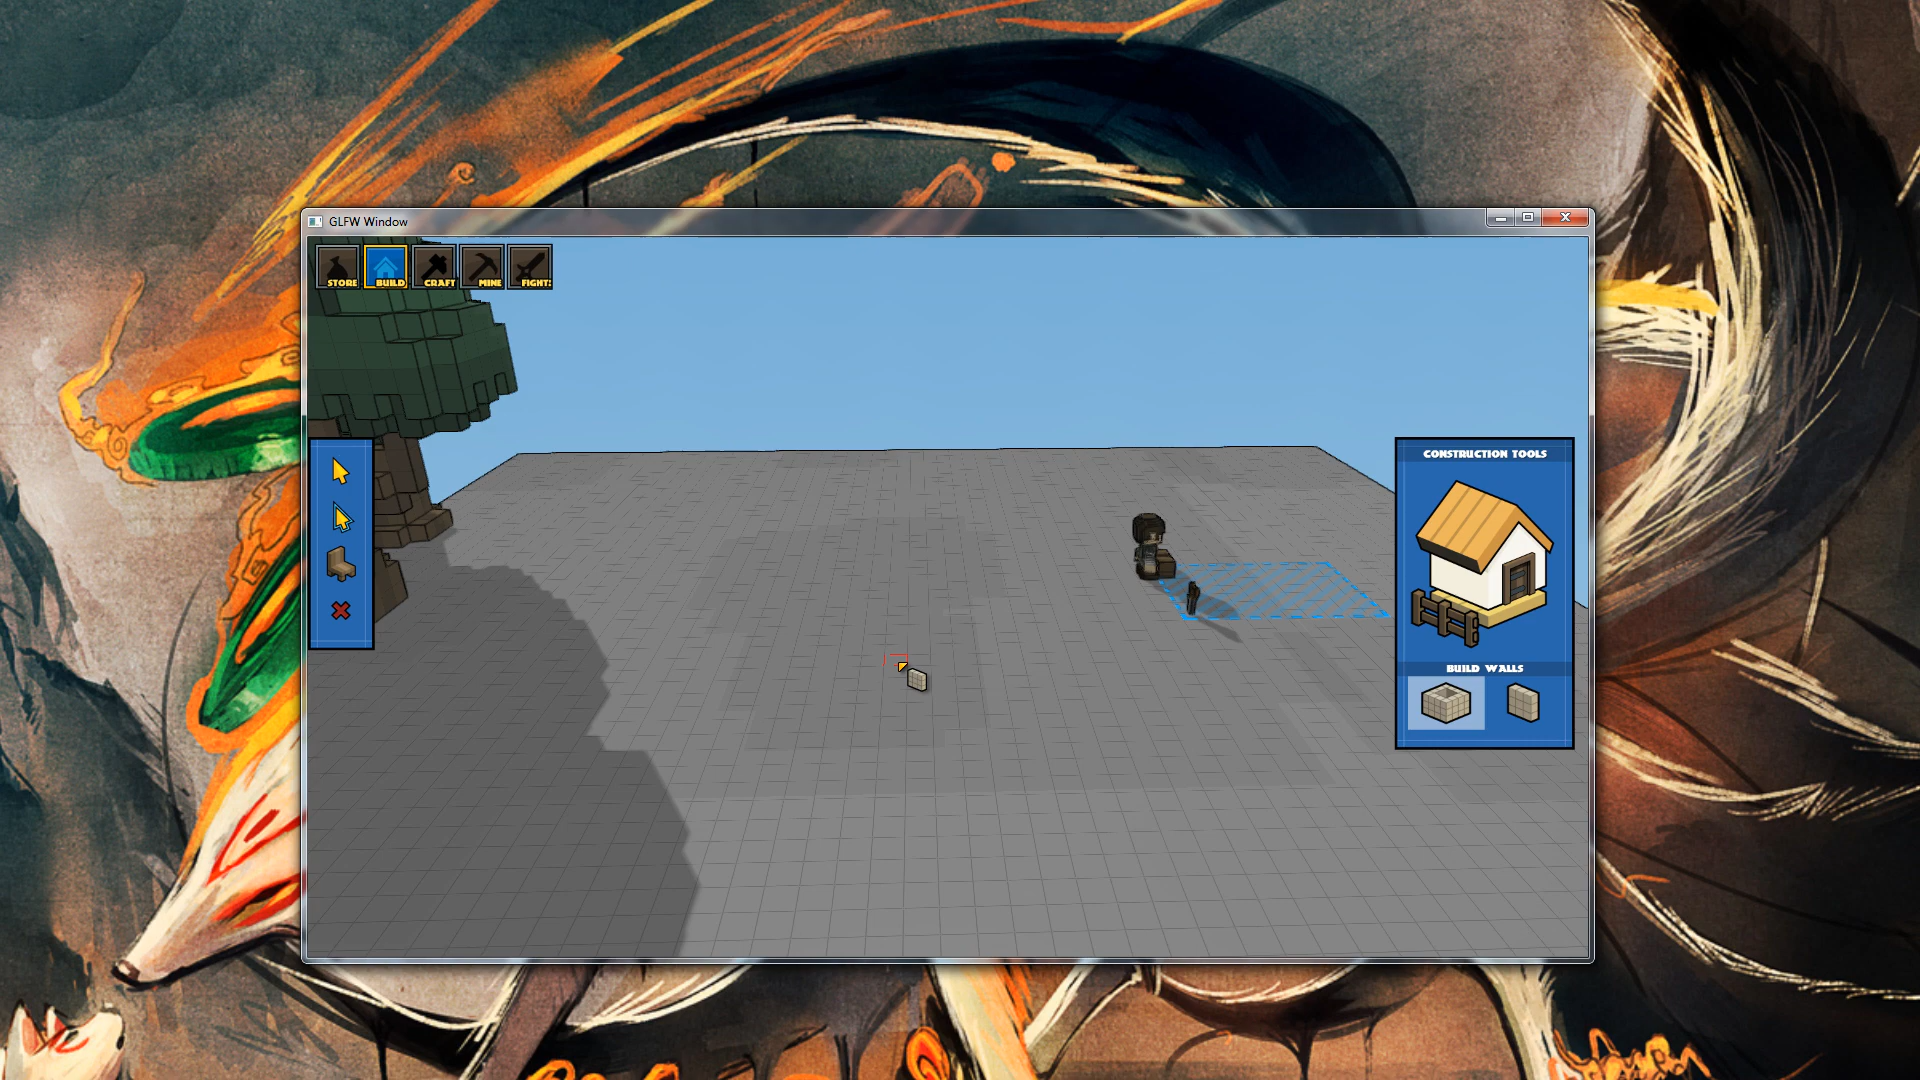 GLFW Window
STORE
BUILD
CRAFT
MINE
FIGHT!
CONSTRUCTION TOOLS
BUILD WALLS